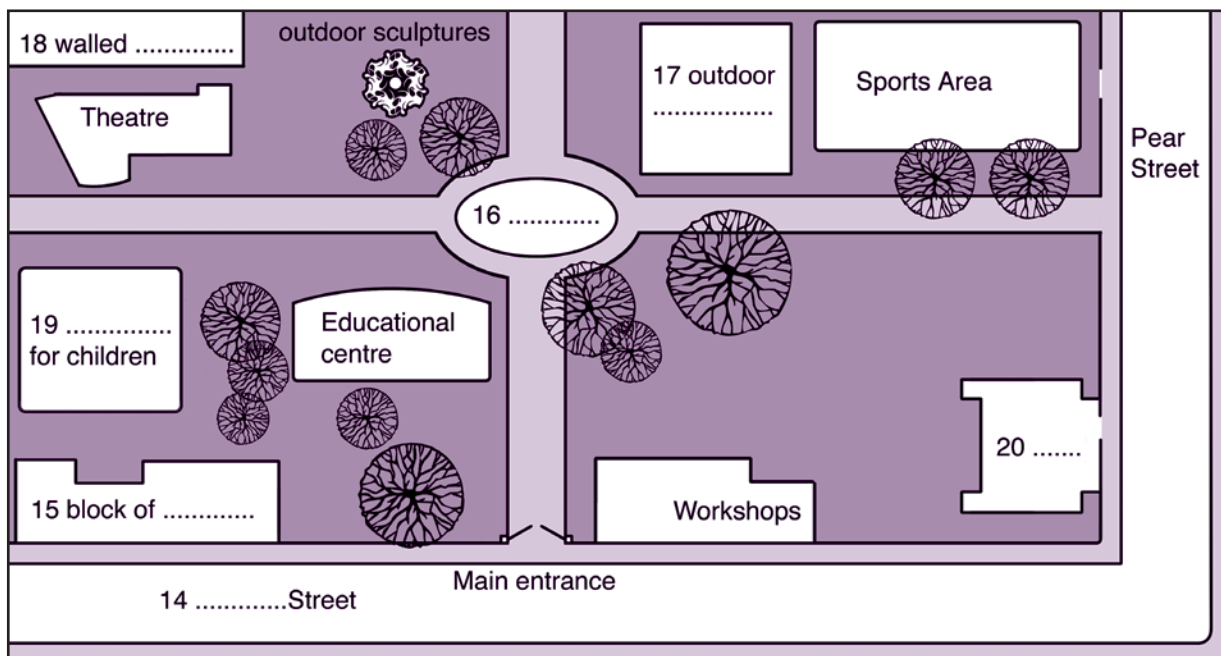 18 walled ..............
outdoor sculptures
Theatre
17 outdoor
.................
Sports Area
Pear
Street
16 .............
19 ...............
for children
Educational
centre
20 .......
15 block of .............
Workshops
Main entrance
14 .............Street